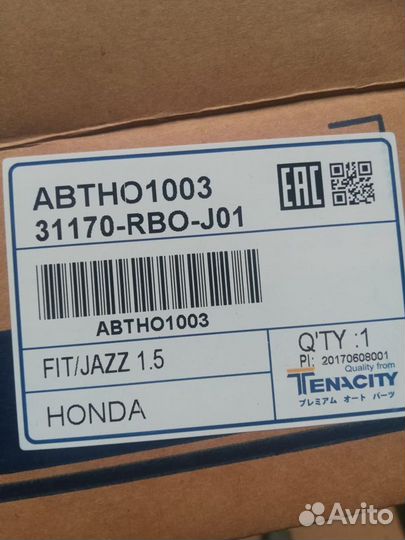 ABTHO1003
31170-RBO-J01
EAC
ABTHO1003
FIT/JAZZ 1.5
Q'TY :1
PI: 20170608001
Quality from
TENACITY
プレミアム オート パーツ
HONDA
Avito